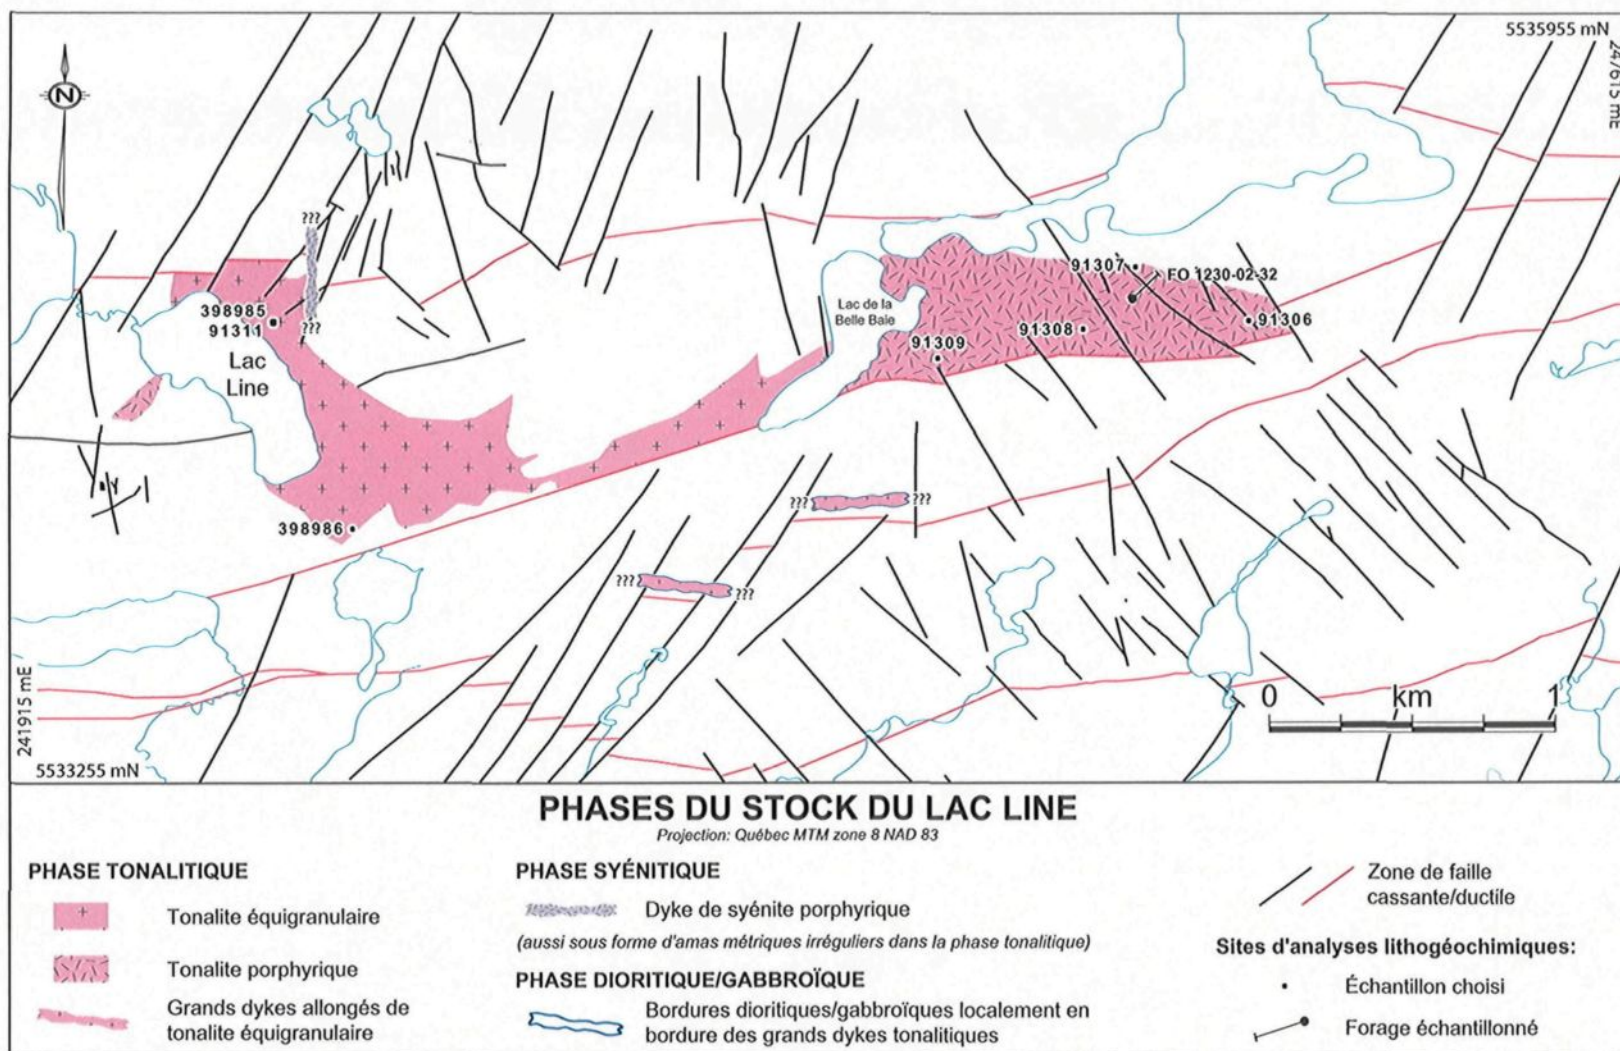 5535955 mN
247615 mE
N
???
398985
91311
???
Lac
Line
398986
Lac de la
Belle Baie
91307
FO 1230-02-32
91308
91306
91309
???
???
???
???
241915 mE
5533255 mN
0 km 1
PHASES DU STOCK DU LAC LINE
Projection: Québec MTM zone 8 NAD 83
PHASE TONALITIQUE
Tonalite équigranulaire
Tonalite porphyrique
Grands dykes allongés de
tonalite équigranulaire
PHASE SYÉNITIQUE
Dyke de syénite porphyrique
(aussi sous forme d'amas métriques irréguliers dans la phase tonalitique)
PHASE DIORITIQUE/GABBROÏQUE
Bordures dioritiques/gabbroïques localement en
bordure des grands dykes tonalitiques
Zone de faille
cassante/ductile
Sites d'analyses lithogéochimiques:
Échantillon choisi
Forage échantillonné